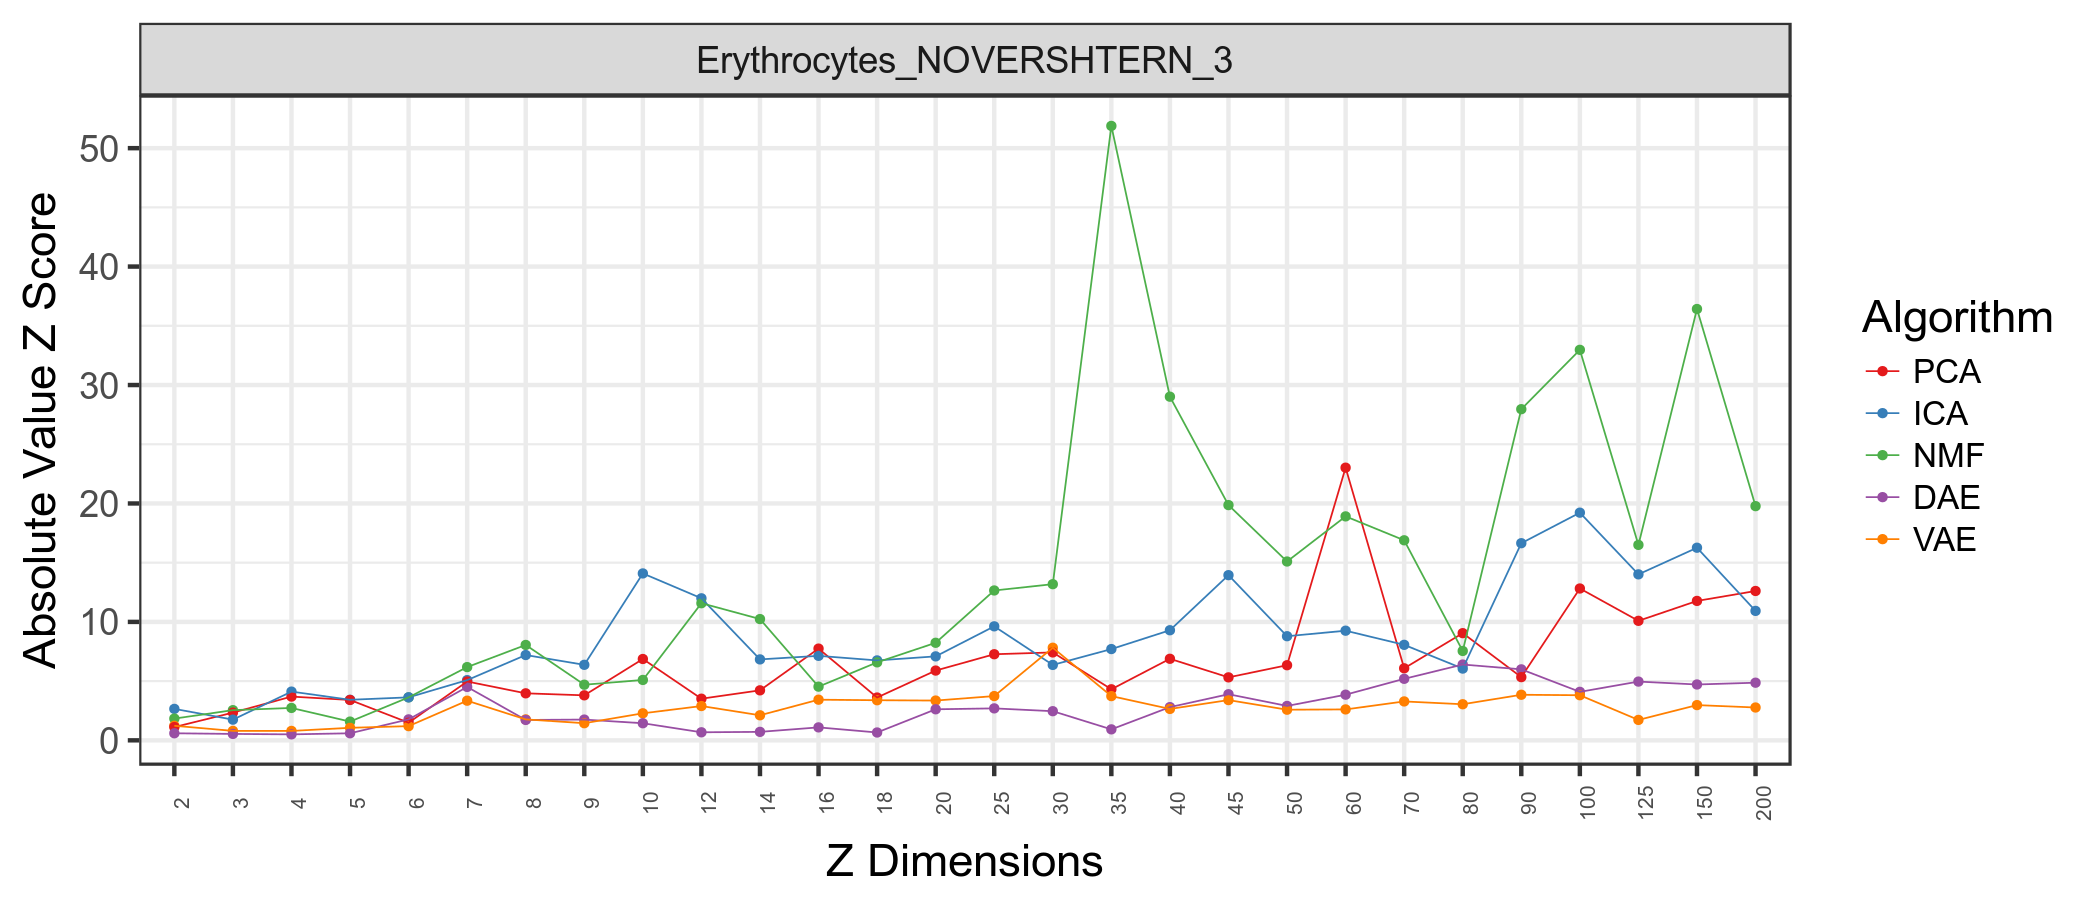 Erythrocytes_NOVERSHTERN_3
Absolute Value Z Score
50
40
30
20
10
0
2 3 4 5 6 7 8 9 10 12 14 16 18 20 25 30 35 40 45 50 60 70 80 90 100 125 150 200
Z Dimensions
Algorithm
PCA
ICA
NMF
DAE
VAE